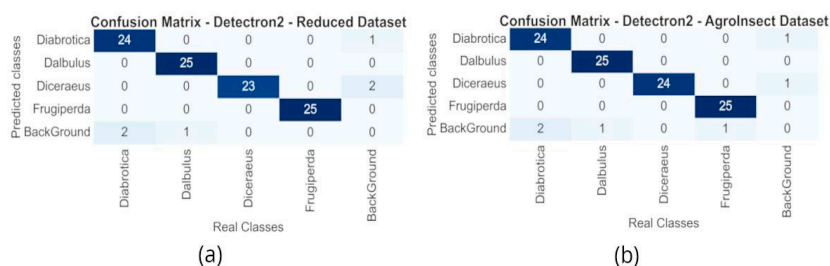 Confusion Matrix - Detectron2 - Reduced Dataset
Predicted classes
Diabrotica 24 0 0 0 1
Dalbulus 0 25 0 0 0
Diceraeus 0 0 23 0 2
Frugiperda 0 0 0 25 0
BackGround 2 1 0 0 0
Diabrotica Dalbulus Diceraeus Frugiperda BackGround
Real Classes
(a)
Confusion Matrix - Detectron2 - AgroInsect Dataset
Predicted classes
Diabrotica 24 0 0 0 1
Dalbulus 0 25 0 0 0
Diceraeus 0 0 24 0 1
Frugiperda 0 0 0 25 0
BackGround 2 1 0 1 0
Diabrotica Dalbulus Diceraeus Frugiperda BackGround
Real Classes
(b)